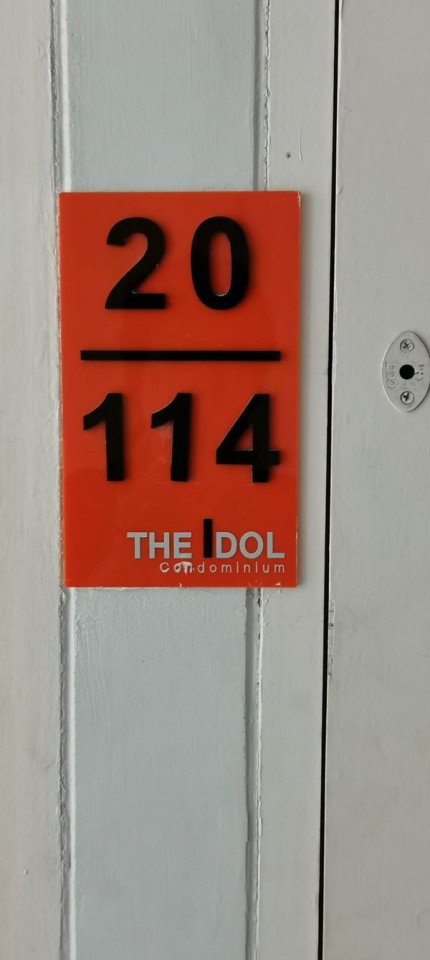 20
114
THE IDOL
Condominium